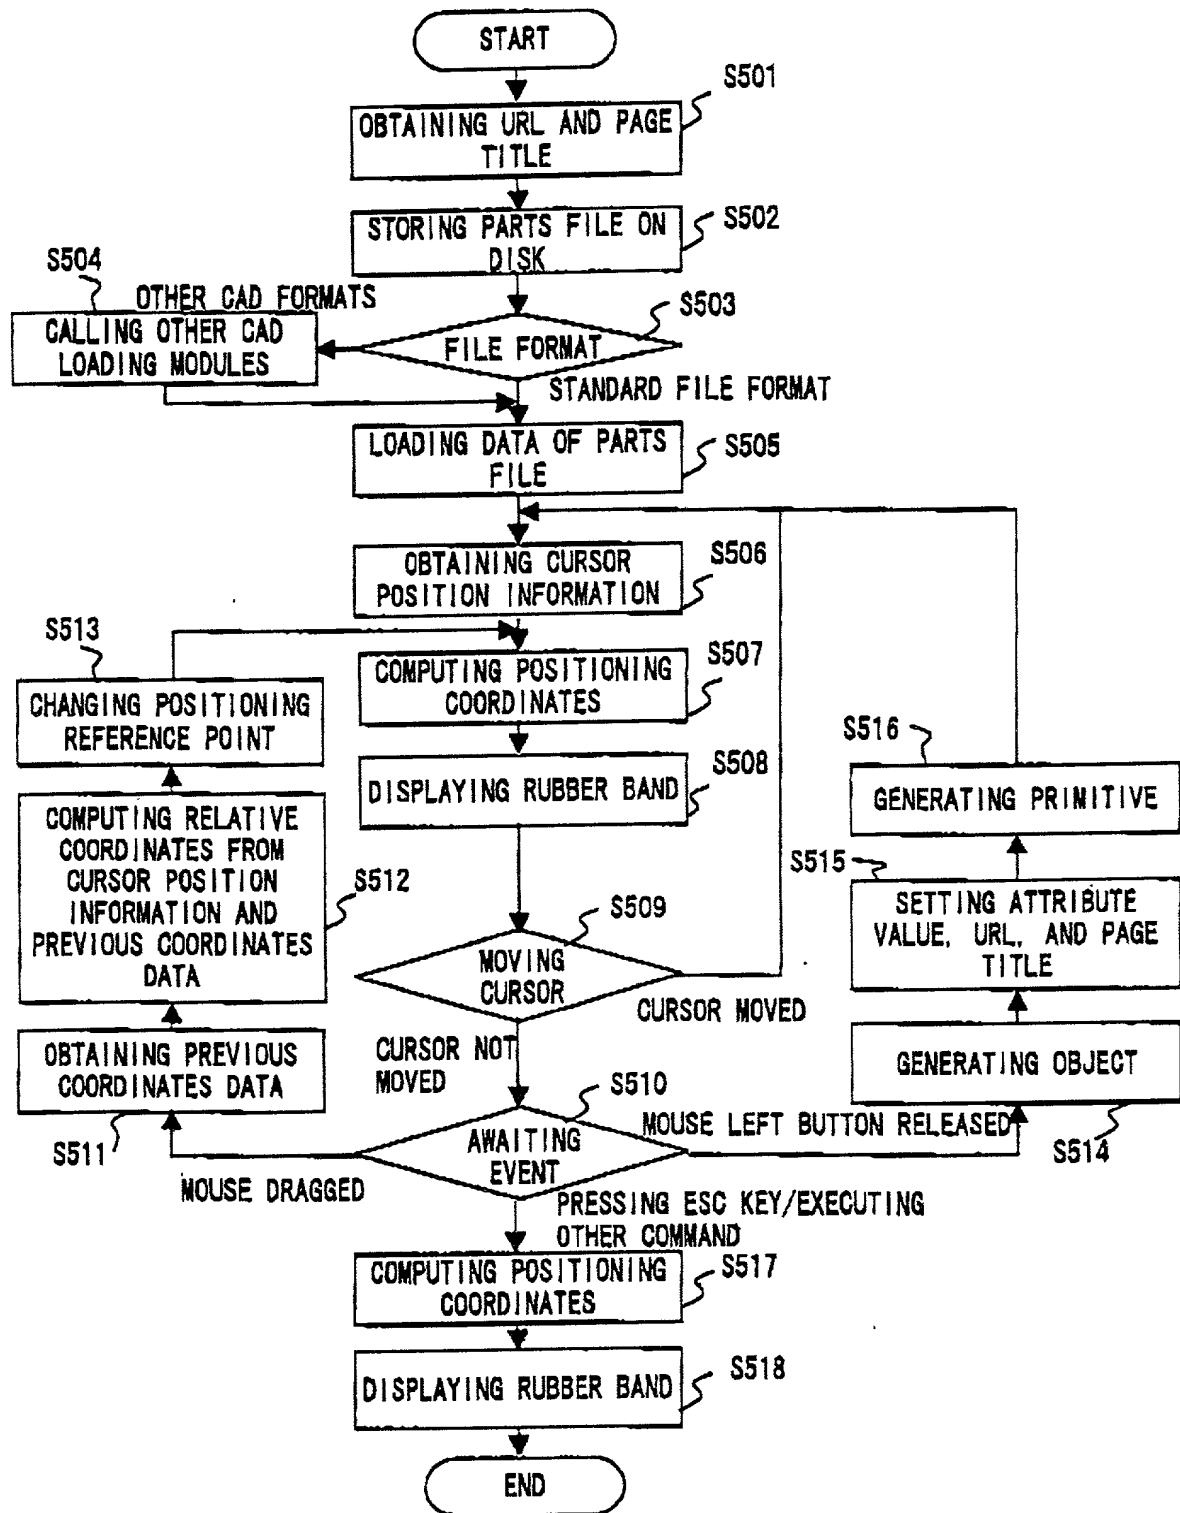 START
S501
OBTAINING URL AND PAGE
TITLE
S502
STORING PARTS FILE ON
DISK
S504
OTHER CAD FORMATS
S503
CALLING OTHER CAD
LOADING MODULES
FILE FORMAT
STANDARD FILE FORMAT
LOADING DATA OF PARTS
FILE
S505
OBTAINING CURSOR
POSITION INFORMATION
S506
S513
S507
CHANGING POSITIONING
REFERENCE POINT
COMPUTING POSITIONING
COORDINATES
S516
S508
DISPLAYING RUBBER BAND
GENERATING PRIMITIVE
COMPUTING RELATIVE
COORDINATES FROM
CURSOR POSITION
INFORMATION AND
PREVIOUS COORDINATES
DATA
S512
S515
S509
SETTING ATTRIBUTE
VALUE, URL, AND PAGE
TITLE
MOVING
CURSOR
CURSOR MOVED
OBTAINING PREVIOUS
COORDINATES DATA
CURSOR NOT
MOVED
GENERATING OBJECT
S510
S511
MOUSE LEFT BUTTON RELEASED
S514
AWAITING
EVENT
MOUSE DRAGGED
PRESSING ESC KEY/EXECUTING
OTHER COMMAND
COMPUTING POSITIONING
COORDINATES
S517
DISPLAYING RUBBER BAND
S518
END